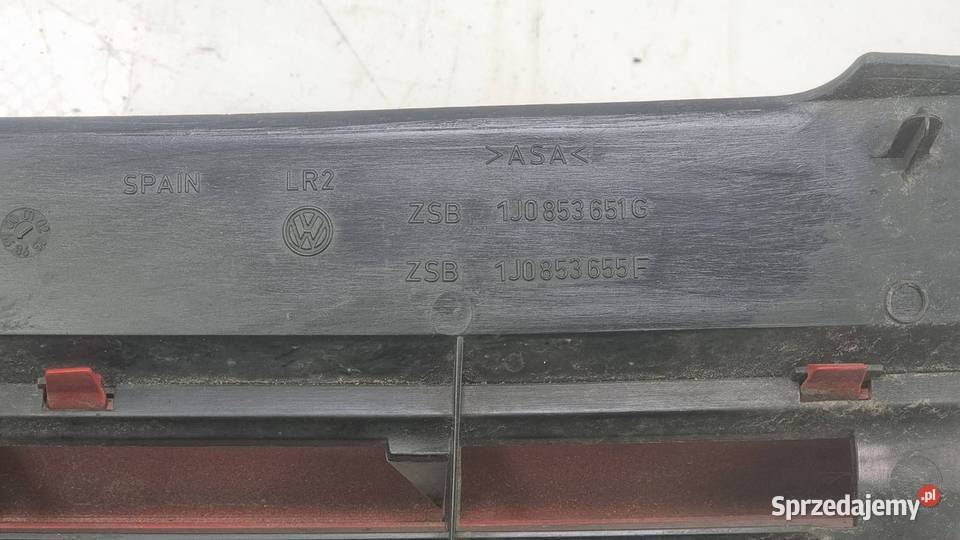 >ASA<
SPAIN LR2
ZSB 1J0 853 651 G
ZSB 1J0 853 655 F
Sprzedajemy.pl